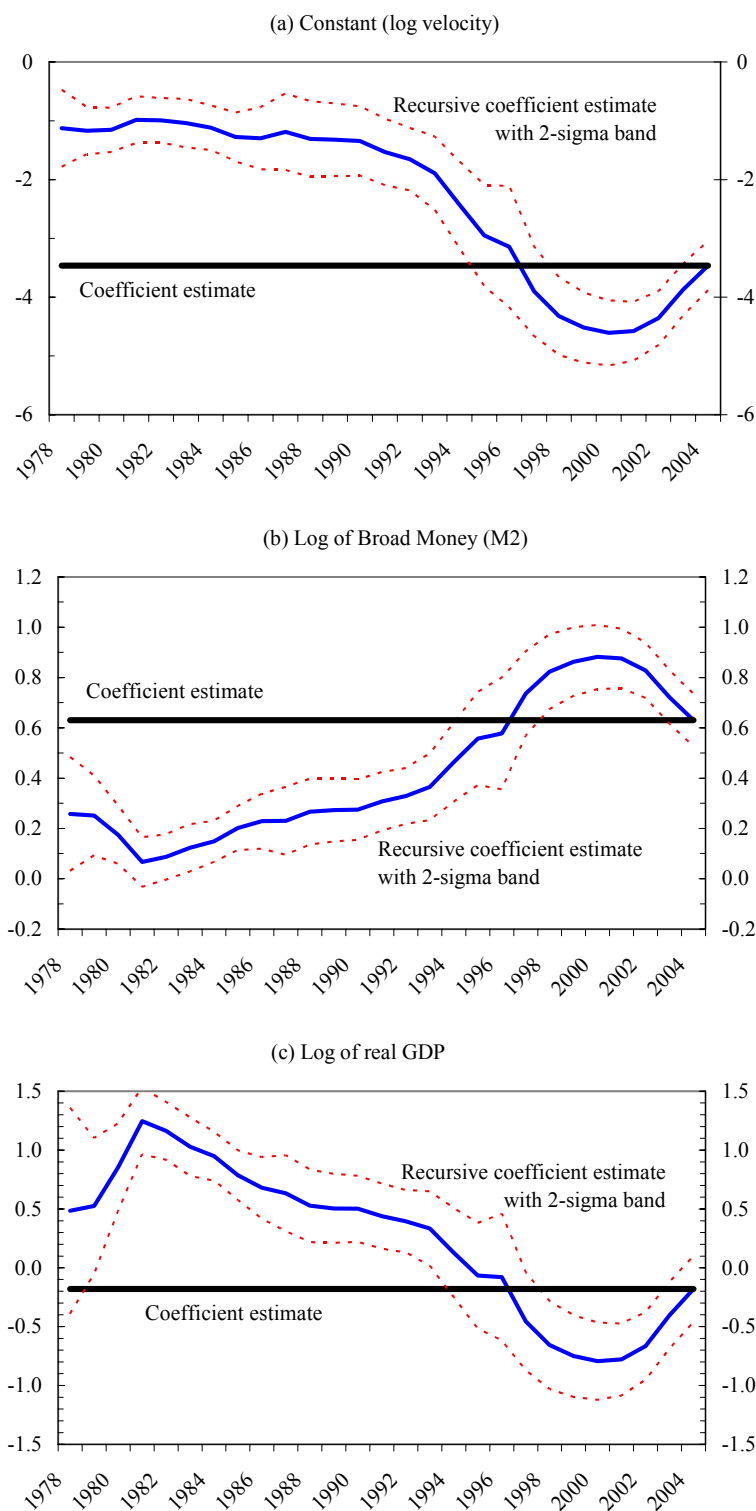 (a) Constant (log velocity)
0 0
Recursive coefficient estimate
with 2-sigma band
-2 -2
Coefficient estimate
-4 -4
-6 -6
1978 1980 1982 1984 1986 1988 1990 1992 1994 1996 1998 2000 2002 2004
(b) Log of Broad Money (M2)
1.2 1.2
1.0 1.0
0.8 0.8
Coefficient estimate
0.6 0.6
0.4 0.4
0.2 0.2
Recursive coefficient estimate
with 2-sigma band
0.0 0.0
-0.2 -0.2
1978 1980 1982 1984 1986 1988 1990 1992 1994 1996 1998 2000 2002 2004
(c) Log of real GDP
1.5 1.5
1.0 1.0
Recursive coefficient estimate
with 2-sigma band
0.5 0.5
0.0 0.0
Coefficient estimate
-0.5 -0.5
-1.0 -1.0
-1.5 -1.5
1978 1980 1982 1984 1986 1988 1990 1992 1994 1996 1998 2000 2002 2004